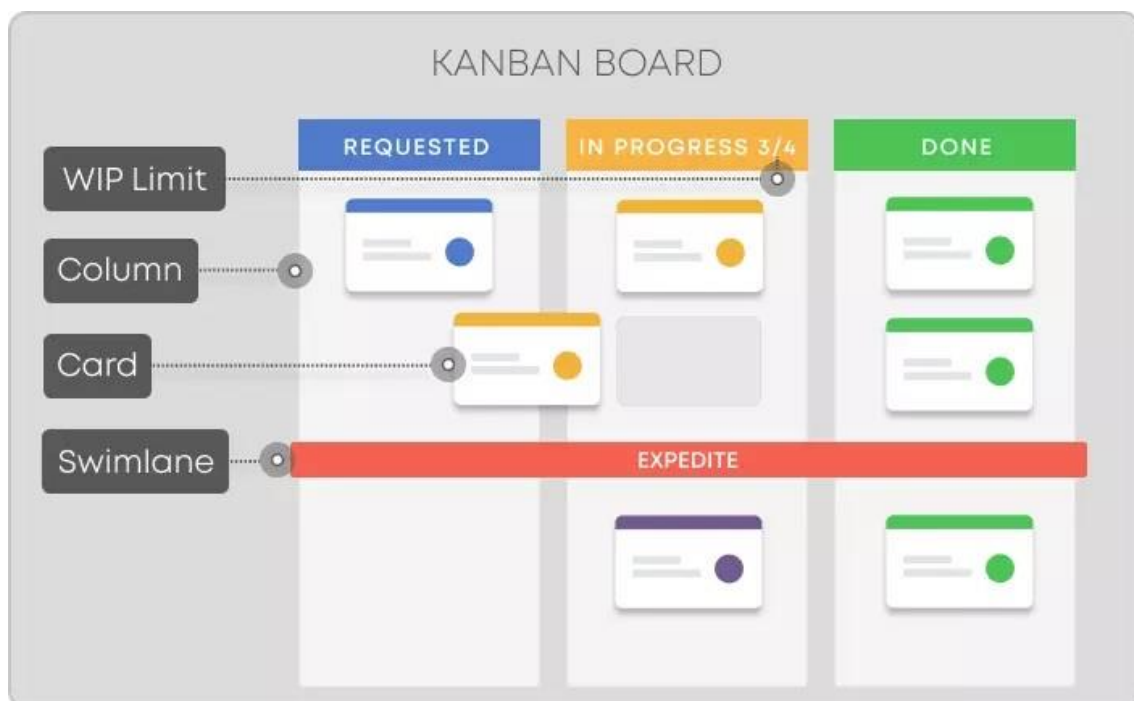 KANBAN BOARD
REQUESTED
IN PROGRESS 3/4
DONE
WIP Limit
Column
Card
Swimlane
EXPEDITE